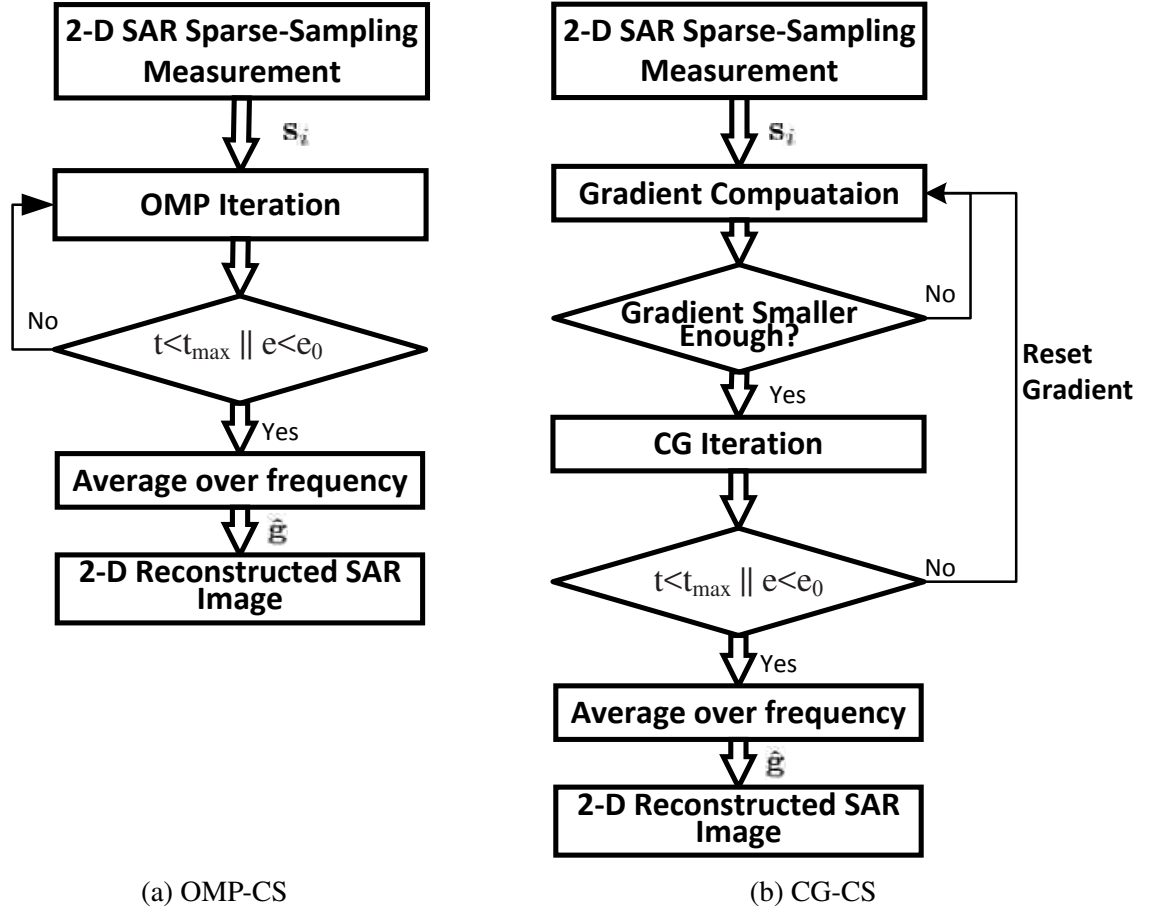 2-D SAR Sparse-Sampling
Measurement
s_i
OMP Iteration
No
t<t_max || e<e_0
Yes
Average over frequency
ĝ
2-D Reconstructed SAR
Image
(a) OMP-CS
2-D SAR Sparse-Sampling
Measurement
s_i
Gradient Compuataion
Gradient Smaller
Enough?
No
Yes
Reset
Gradient
CG Iteration
t<t_max || e<e_0
No
Yes
Average over frequency
ĝ
2-D Reconstructed SAR
Image
(b) CG-CS